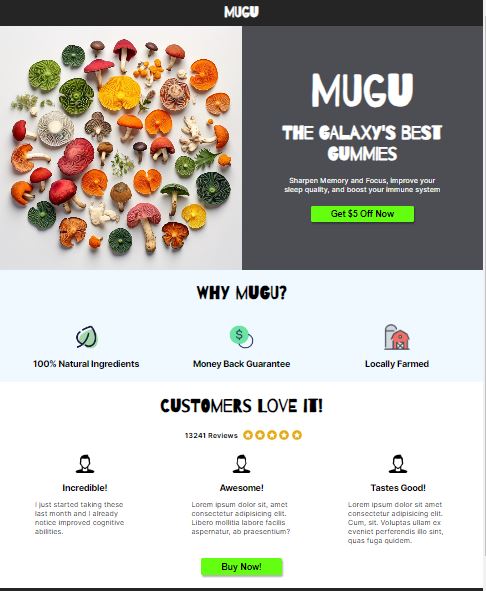 MUGU
MUGU
THE GALAXY'S BEST
GUMMIES
Sharpen Memory and Focus, improve your
sleep quality, and boost your immune system
Get $5 Off Now
WHY MUGU?
$
100% Natural Ingredients
Money Back Guarantee
Locally Farmed
CUSTOMERS LOVE IT!
13241 Reviews
Incredible!
Awesome!
Tastes Good!
I just started taking these
last month and I already
notice improved cognitive
abilities.
Lorem ipsum dolor sit, amet
consectetur adipisicing elit.
Libero mollitia labore facilis
aspernatur, ab praesentium?
Lorem ipsum dolor sit amet
consectetur adipisicing elit.
Cum, sit. Voluptas ullam ex
eveniet perferendis illo sint,
quas fuga quidem.
Buy Now!